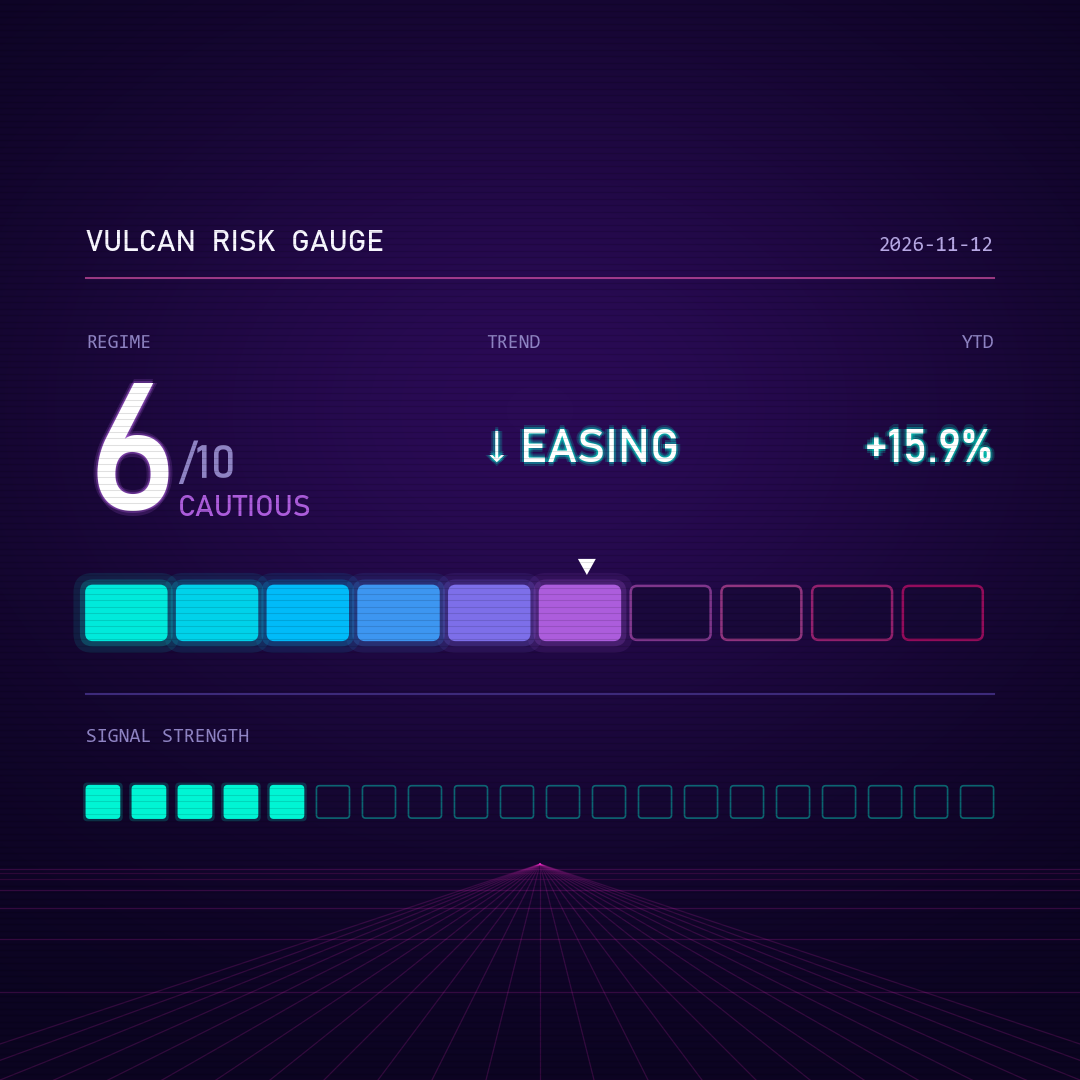 VULCAN RISK GAUGE 2026-11-12
REGIME TREND YTD
6/10 ↓ EASING +15.9%
CAUTIOUS
SIGNAL STRENGTH